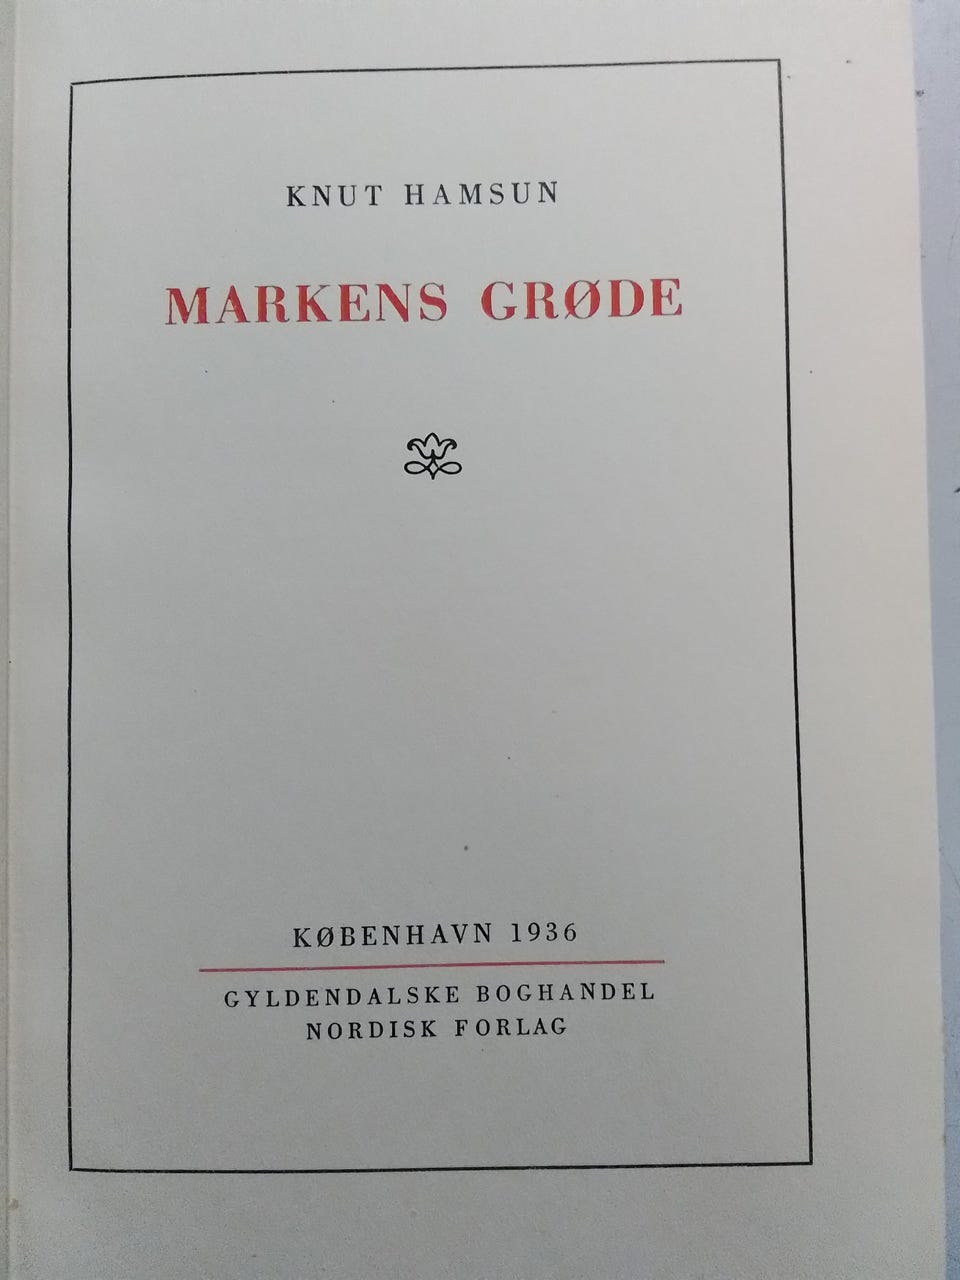 KNUT HAMSUN
MARKENS GRØDE
KØBENHAVN 1936
GYLDENDALSKE BOGHANDEL
NORDISK FORLAG